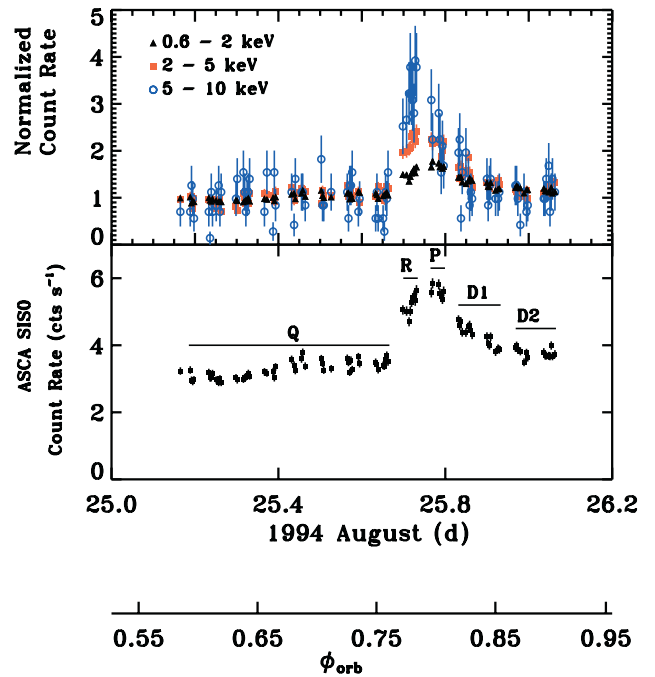 Normalized
Count Rate
5
4
3
2
1
0
0.6 – 2 keV
2 – 5 keV
5 – 10 keV
ASCA SIS0
Count Rate (cts s⁻¹)
6
4
2
0
Q
R
P
D1
D2
25.0 25.4 25.8 26.2
1994 August (d)
0.55 0.65 0.75 0.85 0.95
ϕorb